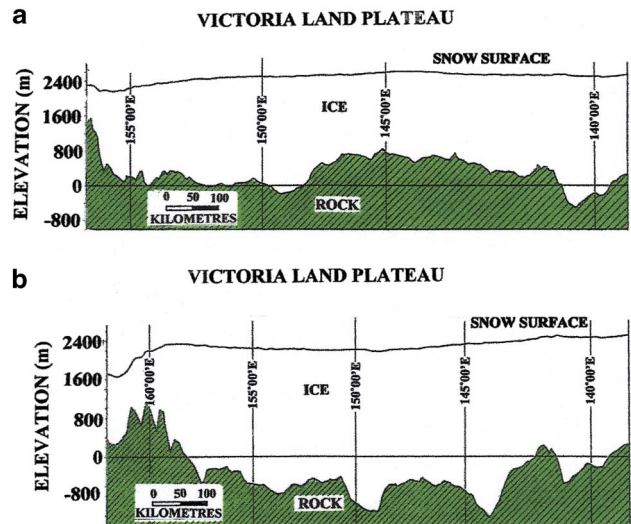 a
VICTORIA LAND PLATEAU
SNOW SURFACE
ELEVATION (m)
2400
1600
800
0
-800
ICE
155°00'E
150°00'E
145°00'E
140°00'E
0 50 100
KILOMETRES
ROCK
b
VICTORIA LAND PLATEAU
SNOW SURFACE
ELEVATION (m)
2400
1600
800
0
-800
ICE
160°00'E
155°00'E
150°00'E
145°00'E
140°00'E
0 50 100
KILOMETRES
ROCK